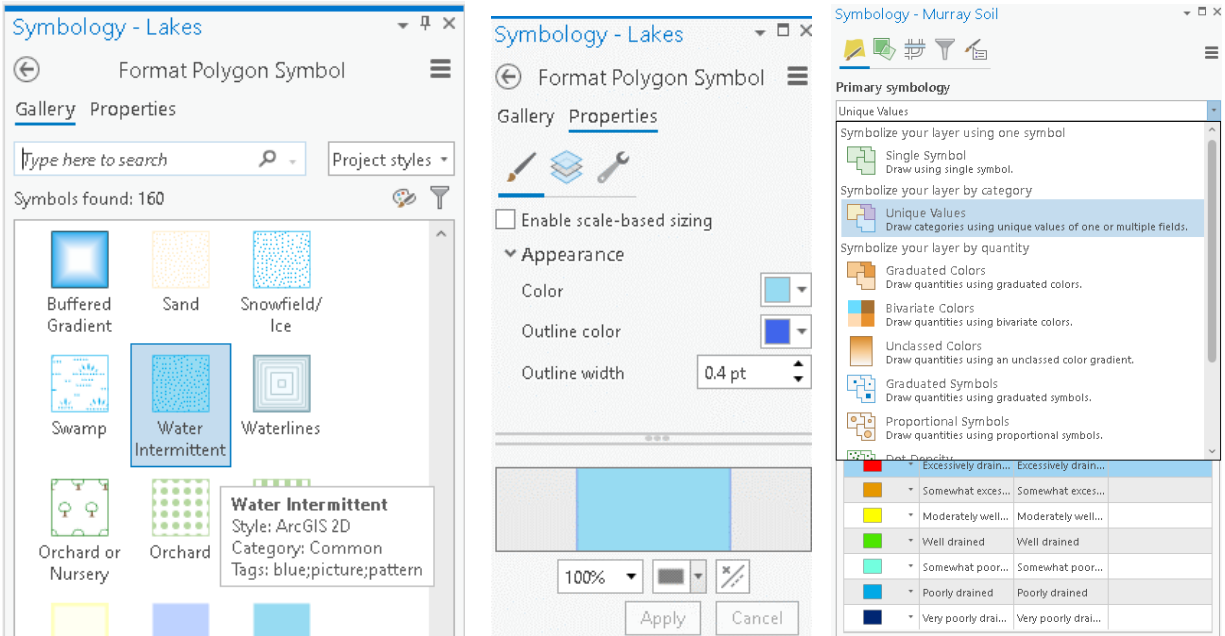 Symbology - Lakes
Format Polygon Symbol
Gallery Properties
Type here to search
Project styles
Symbols found: 160
Buffered
Gradient
Sand
Snowfield/
Ice
Swamp
Water
Intermittent
Waterlines
Orchard or
Nursery
Orchard
Water Intermittent
Style: ArcGIS 2D
Category: Common
Tags: blue;picture;pattern
Symbology - Lakes
Format Polygon Symbol
Gallery Properties
Enable scale-based sizing
Appearance
Color
Outline color
Outline width 0.4 pt
100%
Apply Cancel
Symbology - Murray Soil
Primary symbology
Unique Values
Symbolize your layer using one symbol
Single Symbol
Draw using single symbol.
Symbolize your layer by category
Unique Values
Draw categories using unique values of one or multiple fields.
Symbolize your layer by quantity
Graduated Colors
Draw quantities using graduated colors.
Bivariate Colors
Draw quantities using bivariate colors.
Unclassed Colors
Draw quantities using an unclassed color gradient.
Graduated Symbols
Draw quantities using graduated symbols.
Proportional Symbols
Draw quantities using proportional symbols.
Dot Density
Excessively drain... Excessively drain...
Somewhat exces... Somewhat exces...
Moderately well... Moderately well...
Well drained Well drained
Somewhat poor... Somewhat poor...
Poorly drained Poorly drained
Very poorly drai... Very poorly drai...